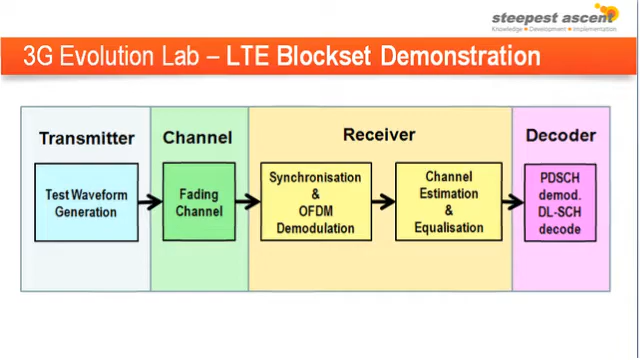 steepest ascent
Knowledge Development Implementation
3G Evolution Lab – LTE Blockset Demonstration
Transmitter
Channel
Receiver
Decoder
Test Waveform
Generation
Fading
Channel
Synchronisation
&
OFDM
Demodulation
Channel
Estimation
&
Equalisation
PDSCH
demod.
DL-SCH
decode